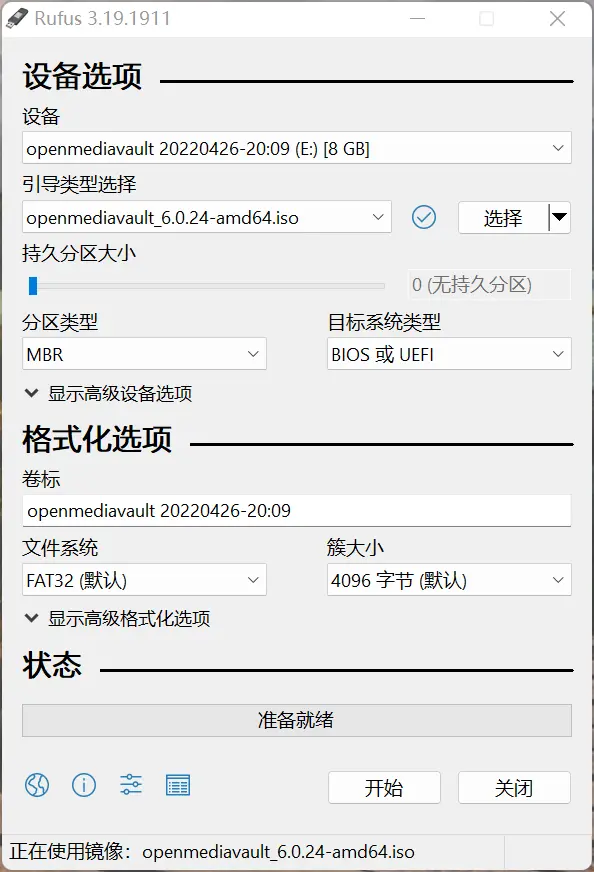 Rufus 3.19.1911
设备选项
设备
openmediavault 20220426-20:09 (E:) [8 GB]
引导类型选择
openmediavault_6.0.24-amd64.iso
选择
持久分区大小
0 (无持久分区)
分区类型 目标系统类型
MBR BIOS 或 UEFI
显示高级设备选项
格式化选项
卷标
openmediavault 20220426-20:09
文件系统 簇大小
FAT32 (默认) 4096 字节 (默认)
显示高级格式化选项
状态
准备就绪
开始 关闭
正在使用镜像：openmediavault_6.0.24-amd64.iso